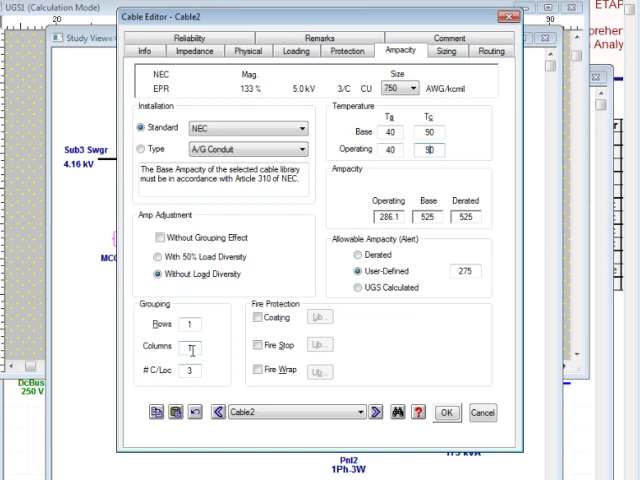 UGS1 (Calculation Mode)
ETAP
20
90
Study View
Cable Editor - Cable2
Reliability
Remarks
Comment
Info
Impedance
Physical
Loading
Protection
Ampacity
Sizing
Routing
NEC
Mag.
Size
EPR
133 %
5.0 kV
3/C
CU
750
AWG/kcmil
Installation
Standard
NEC
Type
A/G Conduit
The Base Ampacity of the selected cable library
must be in accordance with Article 310 of NEC.
Temperature
Ta
Tc
Base
40
90
Operating
40
90
Ampacity
Operating
Base
Derated
286.1
525
525
Amp Adjustment
Without Grouping Effect
With 50% Load Diversity
Without Load Diversity
Allowable Ampacity (Alert)
Derated
User-Defined
275
UGS Calculated
Grouping
Rows
1
Columns
1
# C/Loc
3
Fire Protection
Coating
Lib...
Fire Stop
Lib...
Fire Wrap
Lib...
Cable2
?
OK
Cancel
Sub3 Swgr
4.16 kV
DcBus
250 V
Pnl2
1Ph-3W